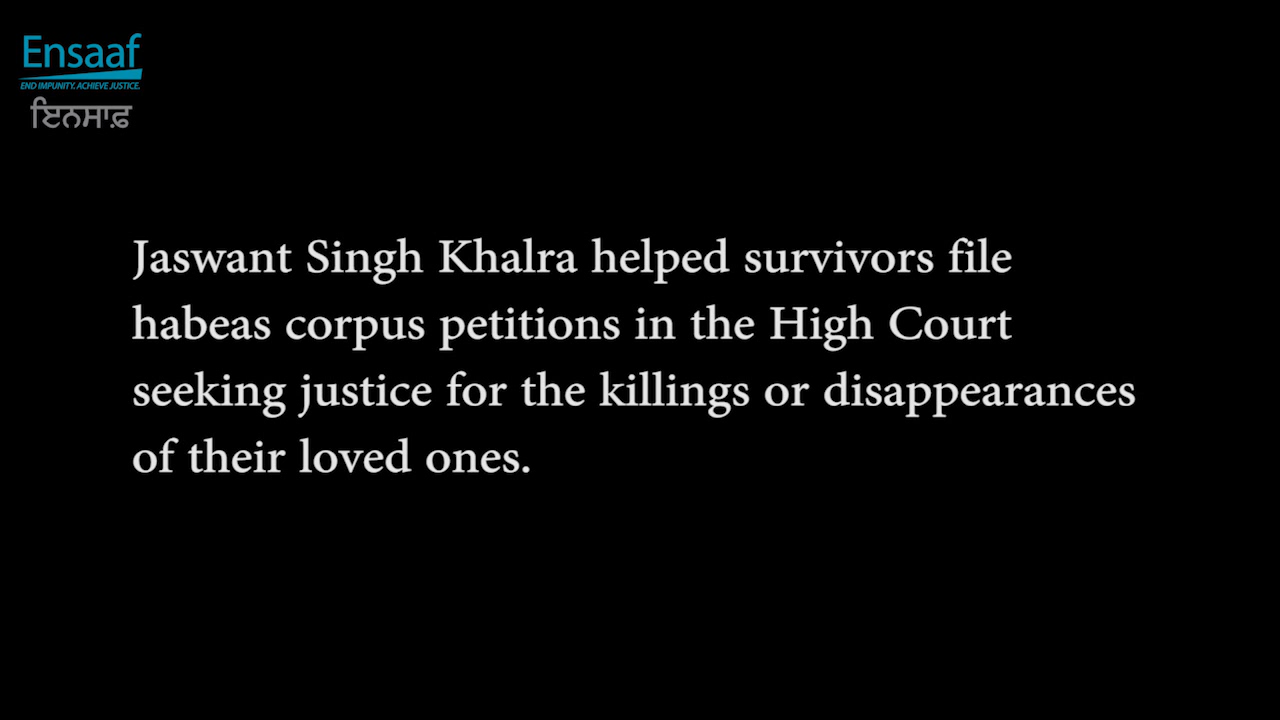 Ensaaf
END IMPUNITY. ACHIEVE JUSTICE.
ਇਨਸਾਫ਼
Jaswant Singh Khalra helped survivors file
habeas corpus petitions in the High Court
seeking justice for the killings or disappearances
of their loved ones.